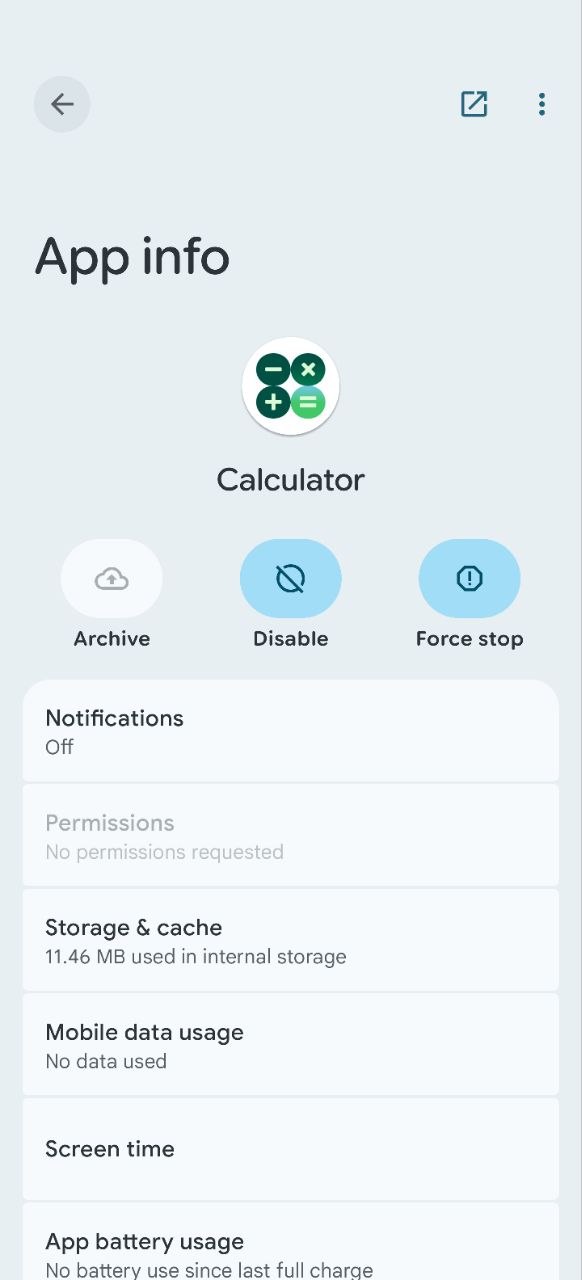 App info
Calculator
Archive
Disable
Force stop
Notifications
Off
Permissions
No permissions requested
Storage & cache
11.46 MB used in internal storage
Mobile data usage
No data used
Screen time
App battery usage
No battery use since last full charge